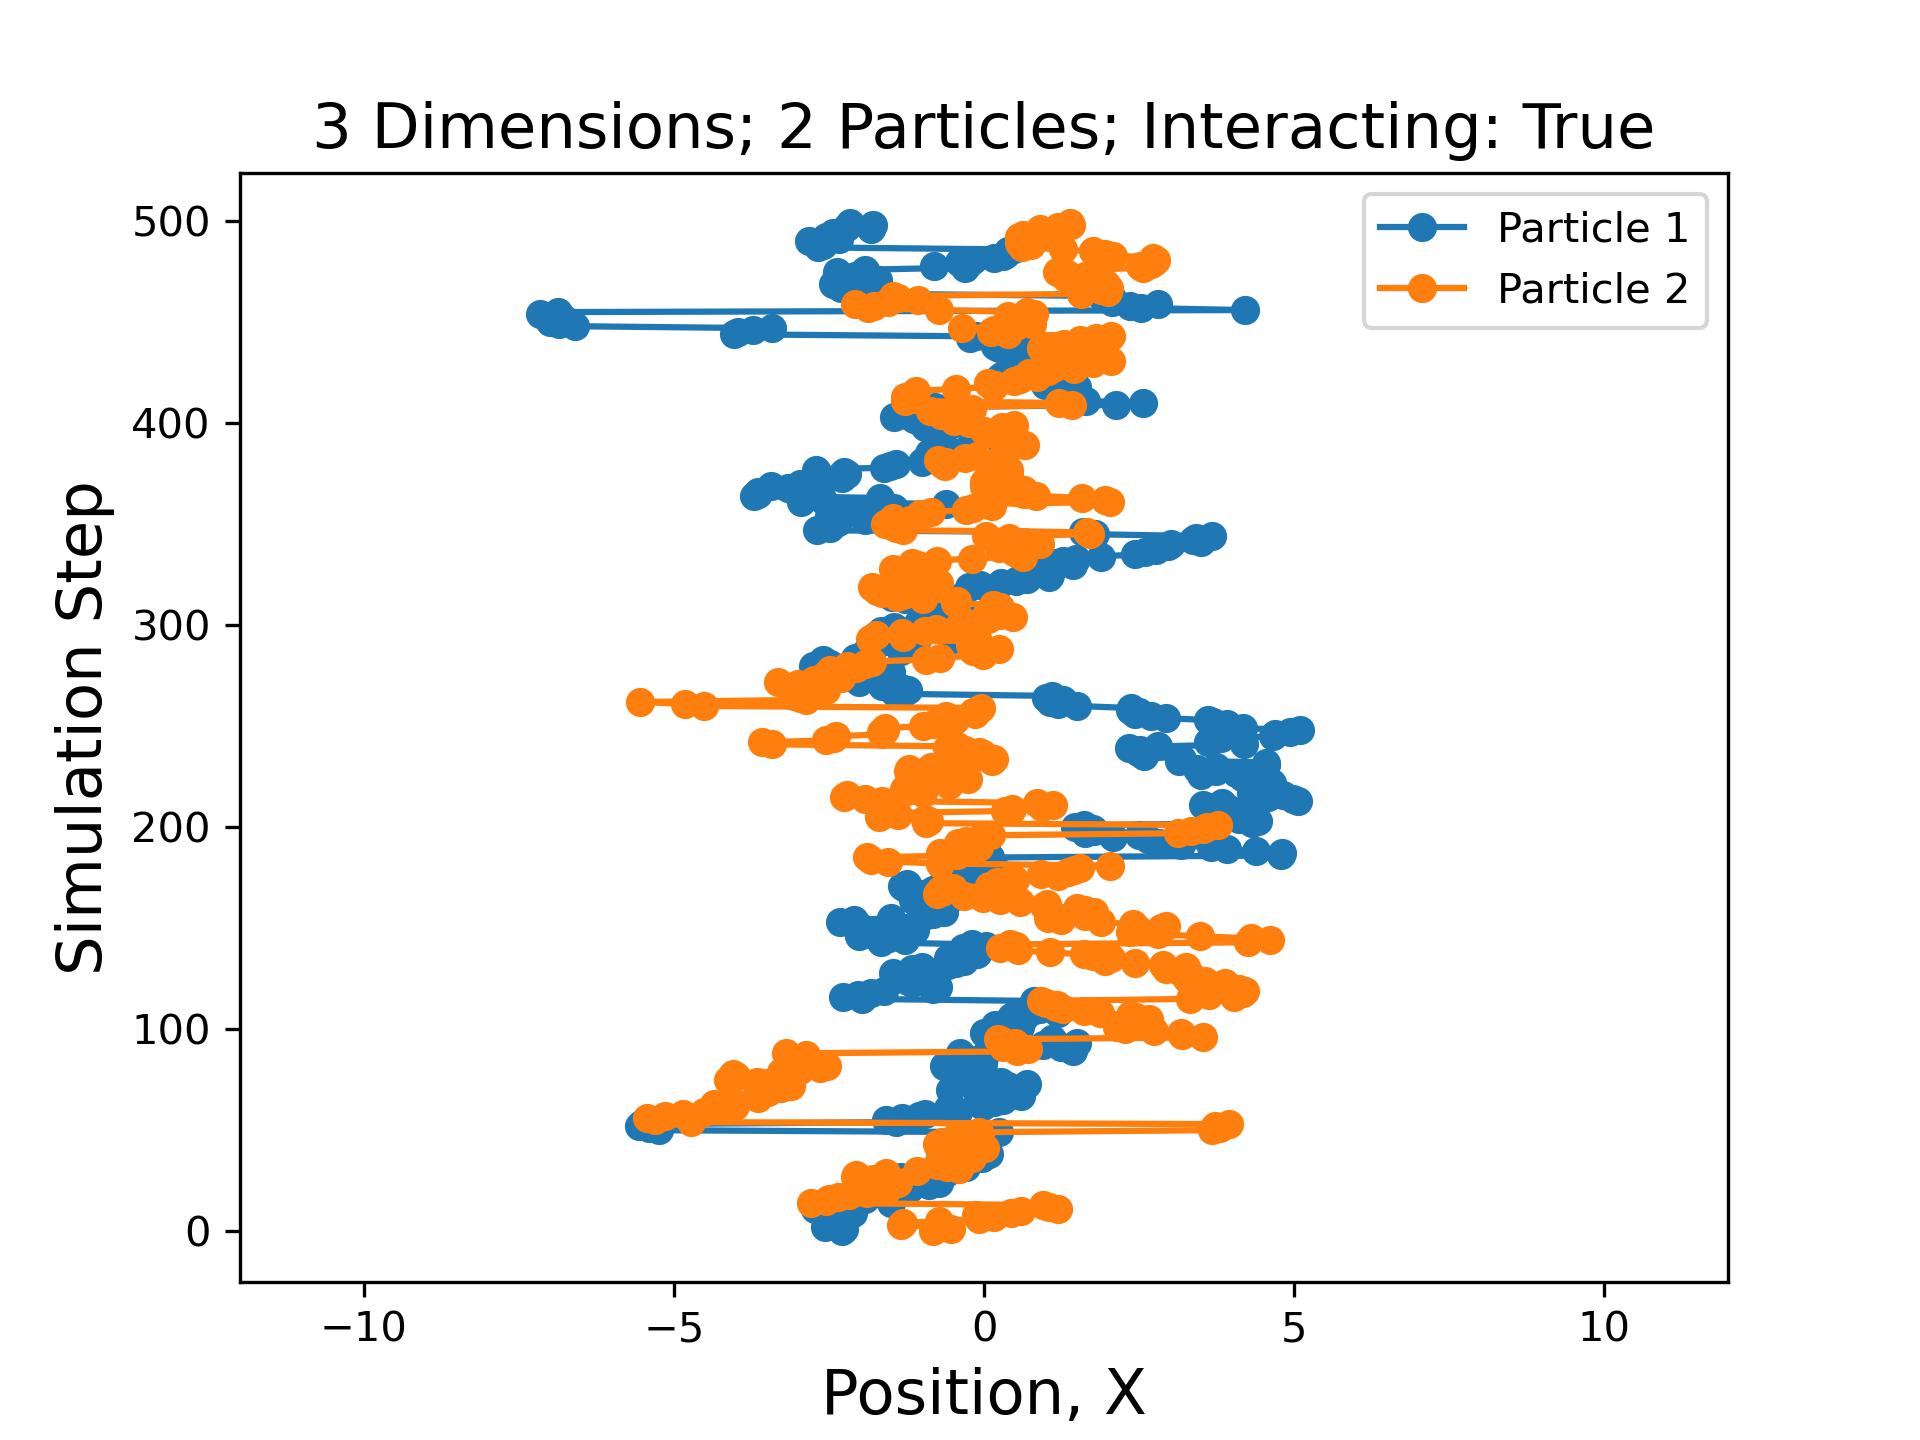 3 Dimensions; 2 Particles; Interacting: True
Particle 1
Particle 2
500
400
300
200
100
0
Simulation Step
−10
−5
0
5
10
Position, X